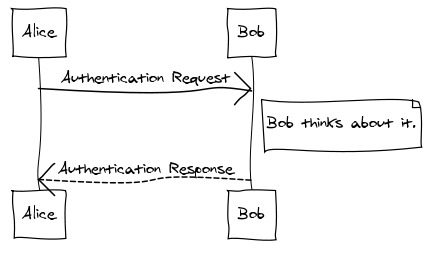 Alice
Bob
Authentication Request
Bob thinks about it.
Authentication Response
Alice
Bob